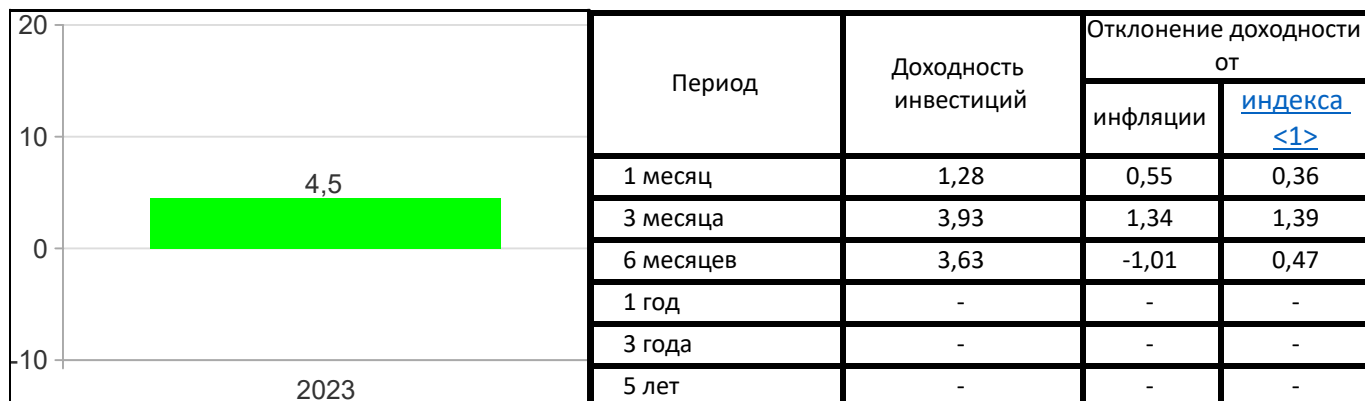 20
10
0
-10
4,5
2023
Период
Доходность
инвестиций
Отклонение доходности
от
инфляции
индекса
<1>
1 месяц 1,28 0,55 0,36
3 месяца 3,93 1,34 1,39
6 месяцев 3,63 -1,01 0,47
1 год - - -
3 года - - -
5 лет - - -